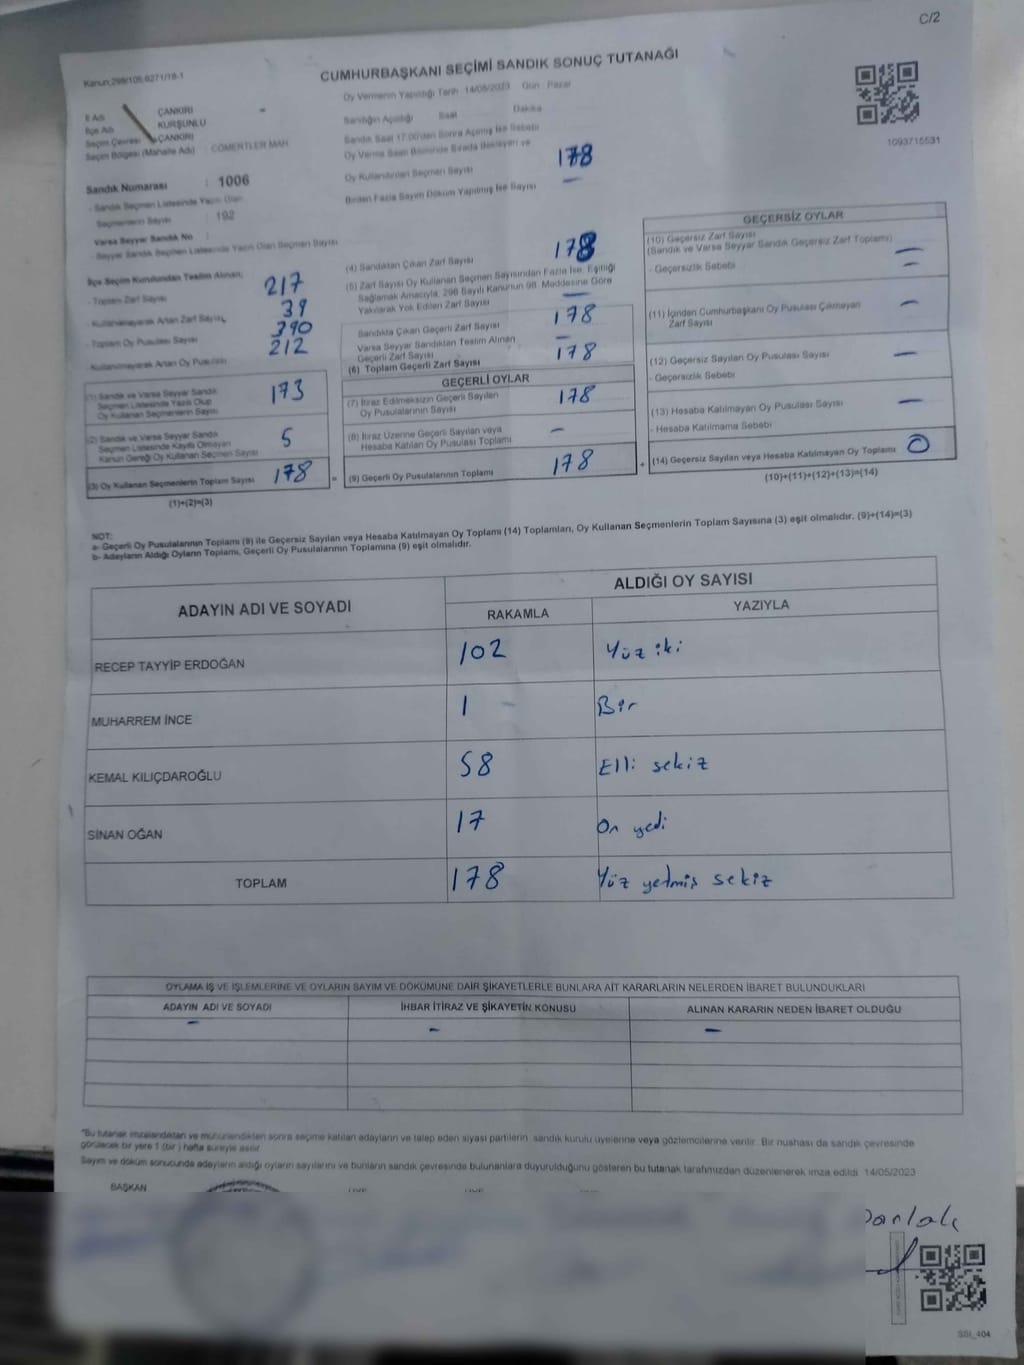 C/2
Kanun:298/105,6271/18-1
CUMHURBAŞKANI SEÇİMİ SANDIK SONUÇ TUTANAĞI
Oy Vermenin Yapıldığı Tarih 14/05/2023 Gün : Pazar
İl Adı ÇANKIRI
İlçe Adı KURŞUNLU
Seçim Çevresi ÇANKIRI
Seçim Bölgesi (Mahalle Adı) : CÖMERTLER MAH.
Sandığın Açıldığı Saat Dakika
Sandık Saat 17:00'den Sonra Açılmış İse Sebebi
Oy Verme Saati Bitiminde Sırada Bekleyen ve
Oy Kullandırılan Seçmen Sayısı 178
Birden Fazla Sayım Döküm Yapılmış İse Sayısı —
1093715531
Sandık Numarası : 1006
- Sandık Seçmen Listesinde Yazılı Olan
Seçmenlerin Sayısı : 192
Varsa Seyyar Sandık No :
- Seyyar Sandık Seçmen Listesinde Yazılı Olan Seçmen Sayısı
İlçe Seçim Kurulundan Teslim Alınan;
- Toplam Zarf Sayısı 217
- Kullanılmayarak Artan Zarf Sayısı 39
- Toplam Oy Pusulası Sayısı 390
- Kullanılmayarak Artan Oy Pusulası 212
(1) Sandık ve Varsa Seyyar Sandık
Seçmen Listesinde Yazılı Olup
Oy Kullanan Seçmenlerin Sayısı 173
(2) Sandık ve Varsa Seyyar Sandık
Seçmen Listesinde Kayıtlı Olmayan
Kanun Gereği Oy Kullanan Seçmen Sayısı 5
(3) Oy Kullanan Seçmenlerin Toplam Sayısı 178 =
(1)+(2)=(3)
(4) Sandıktan Çıkan Zarf Sayısı 178
(5) Zarf Sayısı Oy Kullanan Seçmen Sayısından Fazla İse, Eşitliği
Sağlamak Amacıyla, 298 Sayılı Kanunun 98. Maddesine Göre
Yakılarak Yok Edilen Zarf Sayısı —
Sandıkta Çıkan Geçerli Zarf Sayısı 178
Varsa Seyyar Sandıktan Teslim Alınan
Geçerli Zarf Sayısı —
(6) Toplam Geçerli Zarf Sayısı 178
GEÇERLİ OYLAR
(7) İtiraz Edilmeksizin Geçerli Sayılan
Oy Pusulalarının Sayısı 178
(8) İtiraz Üzerine Geçerli Sayılan veya
Hesaba Katılan Oy Pusulası Toplamı —
(9) Geçerli Oy Pusulalarının Toplamı 178 +
GEÇERSİZ OYLAR
(10) Geçersiz Zarf Sayısı
(Sandık ve Varsa Seyyar Sandık Geçersiz Zarf Toplamı) —
- Geçersizlik Sebebi —
(11) İçinden Cumhurbaşkanı Oy Pusulası Çıkmayan
Zarf Sayısı —
(12) Geçersiz Sayılan Oy Pusulası Sayısı —
- Geçersizlik Sebebi
(13) Hesaba Katılmayan Oy Pusulası Sayısı —
- Hesaba Katılmama Sebebi
(14) Geçersiz Sayılan veya Hesaba Katılmayan Oy Toplamı 0
(10)+(11)+(12)+(13)=(14)
NOT:
a- Geçerli Oy Pusulalarının Toplamı (9) ile Geçersiz Sayılan veya Hesaba Katılmayan Oy Toplamı (14) Toplamları, Oy Kullanan Seçmenlerin Toplam Sayısına (3) eşit olmalıdır. (9)+(14)=(3)
b- Adayların Aldığı Oyların Toplamı, Geçerli Oy Pusulalarının Toplamına (9) eşit olmalıdır.
ADAYIN ADI VE SOYADI
ALDIĞI OY SAYISI
RAKAMLA YAZIYLA
RECEP TAYYİP ERDOĞAN 102 Yüz iki
MUHARREM İNCE 1 Bir
KEMAL KILIÇDAROĞLU 58 Elli sekiz
SİNAN OĞAN 17 On yedi
TOPLAM 178 Yüz yetmiş sekiz
OYLAMA İŞ VE İŞLEMLERİNE VE OYLARIN SAYIM VE DÖKÜMÜNE DAİR ŞİKAYETLERLE BUNLARA AİT KARARLARIN NELERDEN İBARET BULUNDUKLARI
ADAYIN ADI VE SOYADI İHBAR İTİRAZ VE ŞİKAYETİN KONUSU ALINAN KARARIN NEDEN İBARET OLDUĞU
— — —
*Bu tutanak imzalandıktan ve mühürlendikten sonra seçime katılan adayların ve talep eden siyasi partilerin sandık kurulu üyelerine veya gözlemcilerine verilir. Bir nüshası da sandık çevresinde
görülecek bir yere 1 (bir) hafta süreyle asılır.
Sayım ve döküm sonucunda adayların aldığı oyların sayılarını ve bunların sandık çevresinde bulunanlara duyurulduğunu gösteren bu tutanak tarafımızdan düzenlenerek imza edildi. 14/05/2023
BAŞKAN
SSI_404